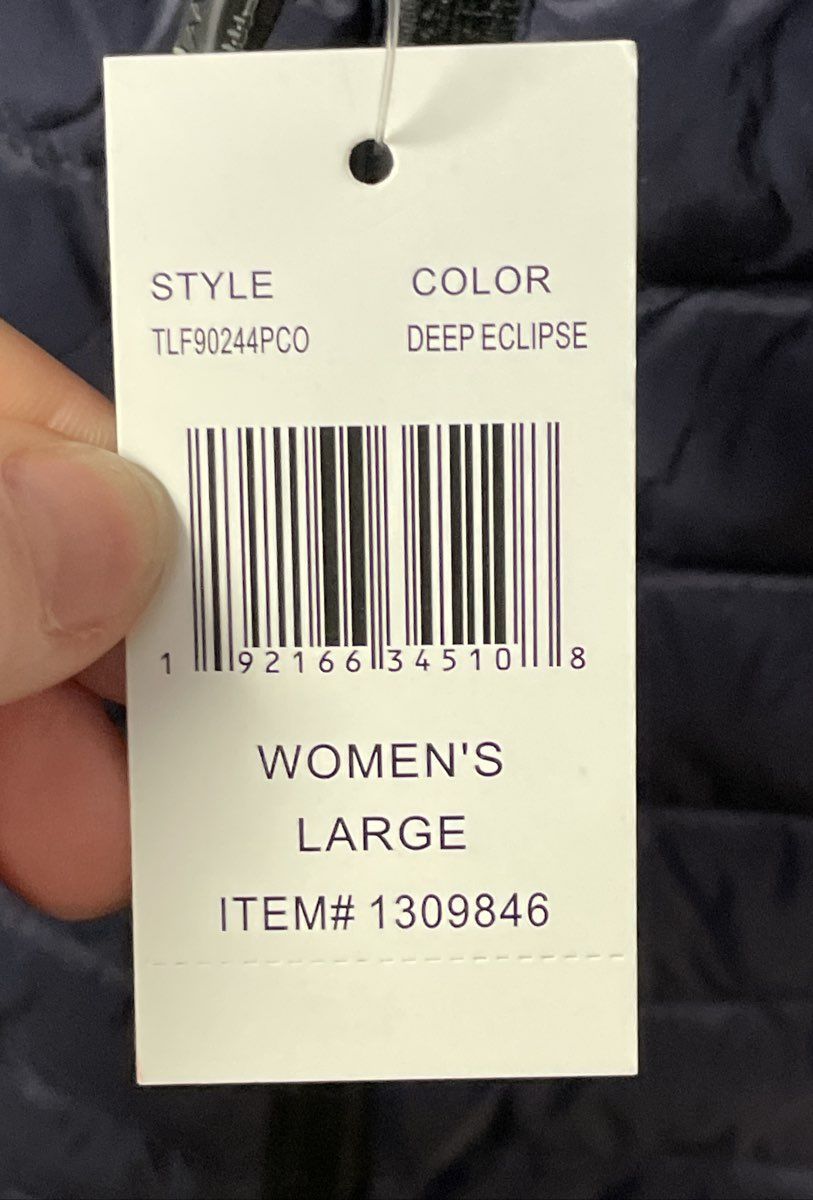 STYLE COLOR
TLF90244PCO DEEP ECLIPSE
1 92166 34510 8
WOMEN'S
LARGE
ITEM# 1309846